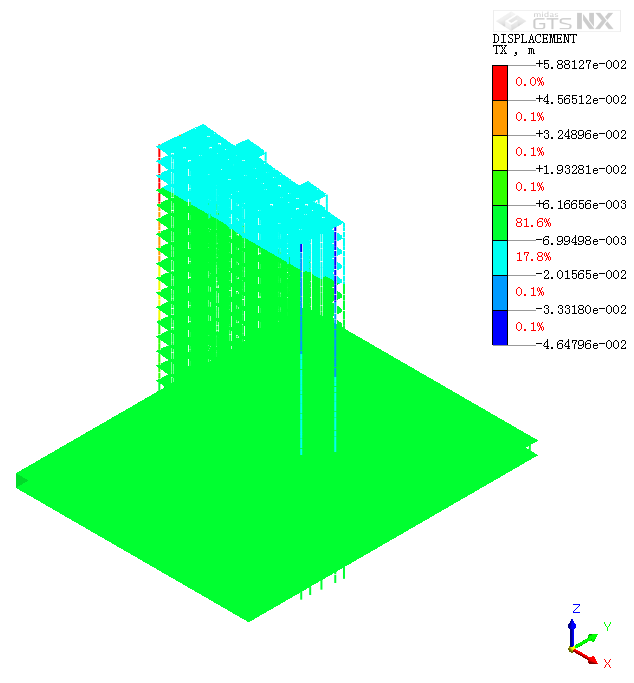 midas
GTS NX
DISPLACEMENT
TX , m
+5.88127e-002
0.0%
+4.56512e-002
0.1%
+3.24896e-002
0.1%
+1.93281e-002
0.1%
+6.16656e-003
81.6%
-6.99498e-003
17.8%
-2.01565e-002
0.1%
-3.33180e-002
0.1%
-4.64796e-002
Z
Y
X